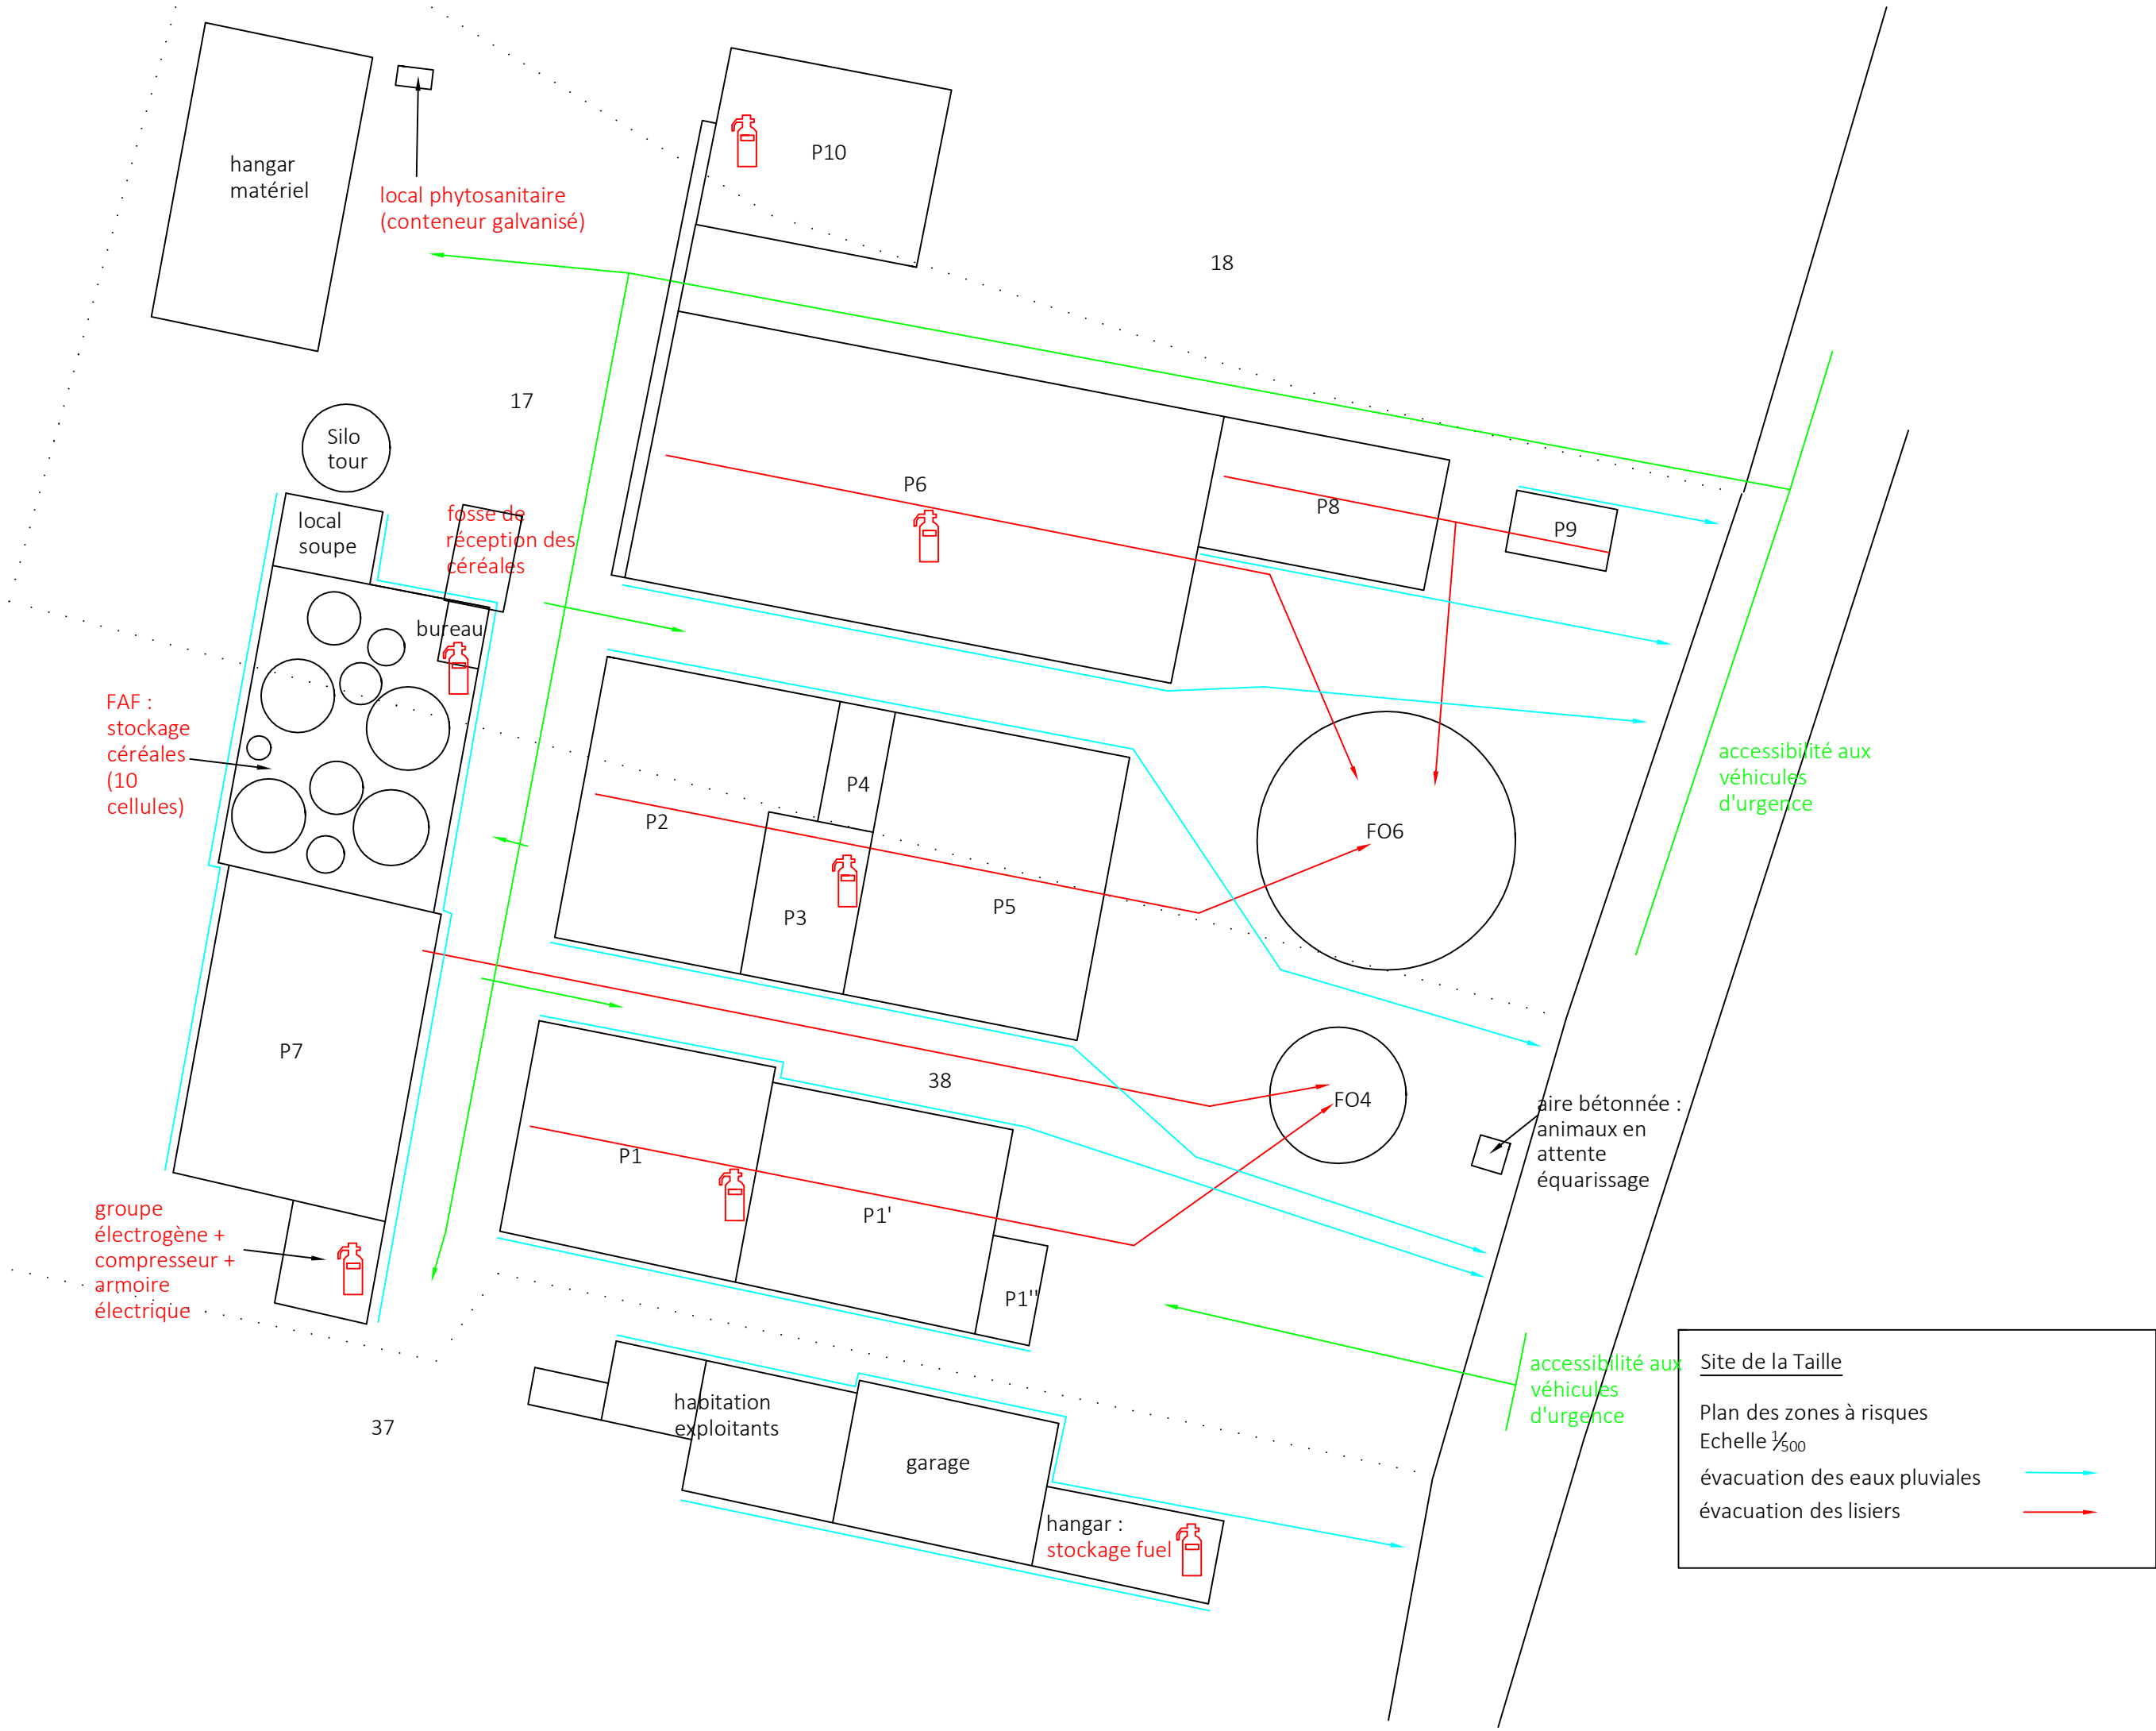 hangar
matériel
local phytosanitaire
(conteneur galvanisé)
P10
18
17
Silo
tour
local
soupe
fosse de
réception des
céréales
bureau
P6
P8
P9
FAF :
stockage
céréales
(10
cellules)
P4
P2
P3
P5
FO6
accessibilité aux
véhicules
d'urgence
P7
38
FO4
aire bétonnée :
animaux en
attente
équarissage
P1
P1'
P1''
groupe
électrogène +
compresseur +
armoire
électrique
37
habitation
exploitants
garage
hangar :
stockage fuel
accessibilité aux
véhicules
d'urgence
Site de la Taille
Plan des zones à risques
Echelle 1/500
évacuation des eaux pluviales
évacuation des lisiers